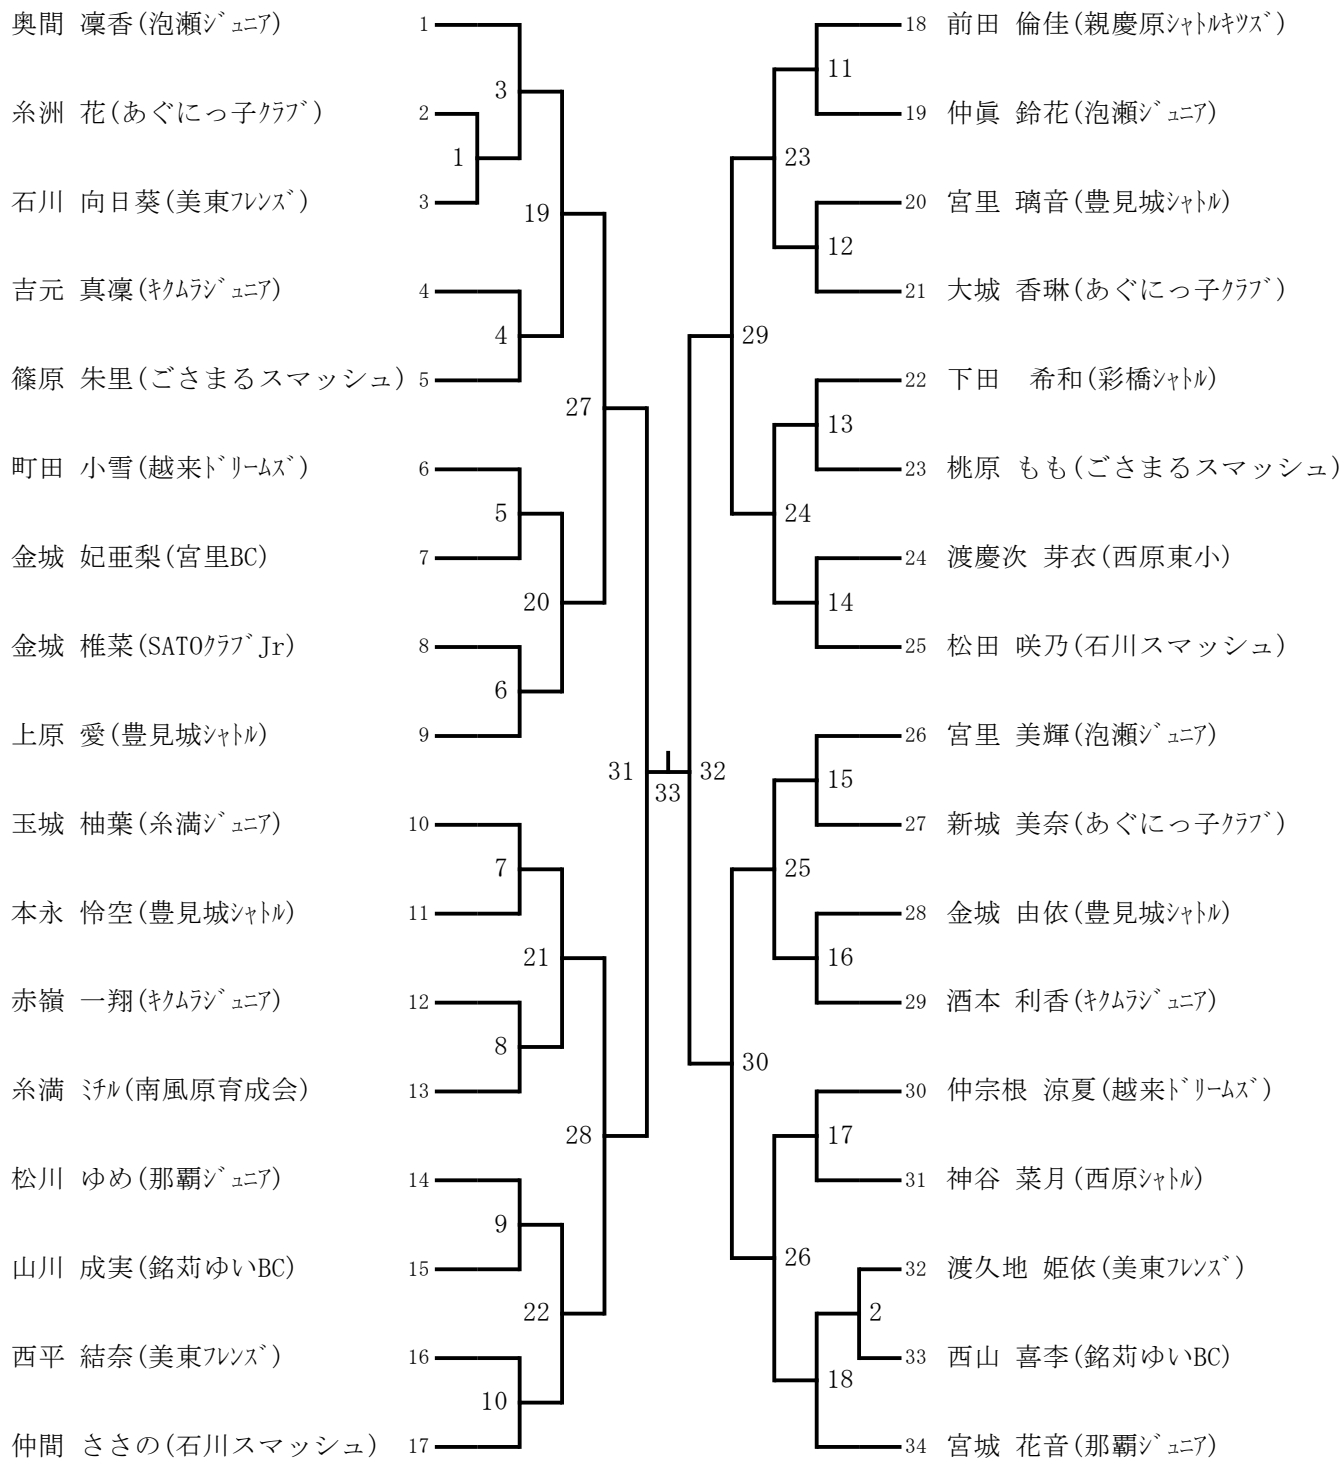 奥間 凜香(泡瀬ｼﾞｭﾆｱ) 1
3
糸洲 花(あぐにっ子ｸﾗﾌﾞ) 2
1
石川 向日葵(美東ﾌﾚﾝｽﾞ) 3
19
吉元 真凜(ｷｸﾑﾗｼﾞｭﾆｱ) 4
4
篠原 朱里(ごさまるスマッシュ) 5
27
町田 小雪(越来ﾄﾞﾘｰﾑｽﾞ) 6
5
金城 妃亜梨(宮里BC) 7
20
金城 椎菜(SATOｸﾗﾌﾞJr) 8
6
上原 愛(豊見城ｼｬﾄﾙ) 9
31
33
玉城 柚葉(糸満ｼﾞｭﾆｱ) 10
7
本永 怜空(豊見城ｼｬﾄﾙ) 11
21
赤嶺 一翔(ｷｸﾑﾗｼﾞｭﾆｱ) 12
8
糸満 ﾐﾁﾙ(南風原育成会) 13
28
松川 ゆめ(那覇ｼﾞｭﾆｱ) 14
9
山川 成実(銘苅ゆいBC) 15
22
西平 結奈(美東ﾌﾚﾝｽﾞ) 16
10
仲間 ささの(石川スマッシュ) 17
18 前田 倫佳(親慶原ｼｬﾄﾙｷｯｽﾞ)
11
19 仲眞 鈴花(泡瀬ｼﾞｭﾆｱ)
23
20 宮里 璃音(豊見城ｼｬﾄﾙ)
12
21 大城 香琳(あぐにっ子ｸﾗﾌﾞ)
29
22 下田　希和(彩橋ｼｬﾄﾙ)
13
23 桃原 もも(ごさまるスマッシュ)
24
24 渡慶次 芽衣(西原東小)
14
25 松田 咲乃(石川スマッシュ)
32
26 宮里 美輝(泡瀬ｼﾞｭﾆｱ)
15
27 新城 美奈(あぐにっ子ｸﾗﾌﾞ)
25
28 金城 由依(豊見城ｼｬﾄﾙ)
16
29 酒本 利香(ｷｸﾑﾗｼﾞｭﾆｱ)
30
30 仲宗根 涼夏(越来ﾄﾞﾘｰﾑｽﾞ)
17
31 神谷 菜月(西原ｼｬﾄﾙ)
26
32 渡久地 姫依(美東ﾌﾚﾝｽﾞ)
2
33 西山 喜李(銘苅ゆいBC)
18
34 宮城 花音(那覇ｼﾞｭﾆｱ)